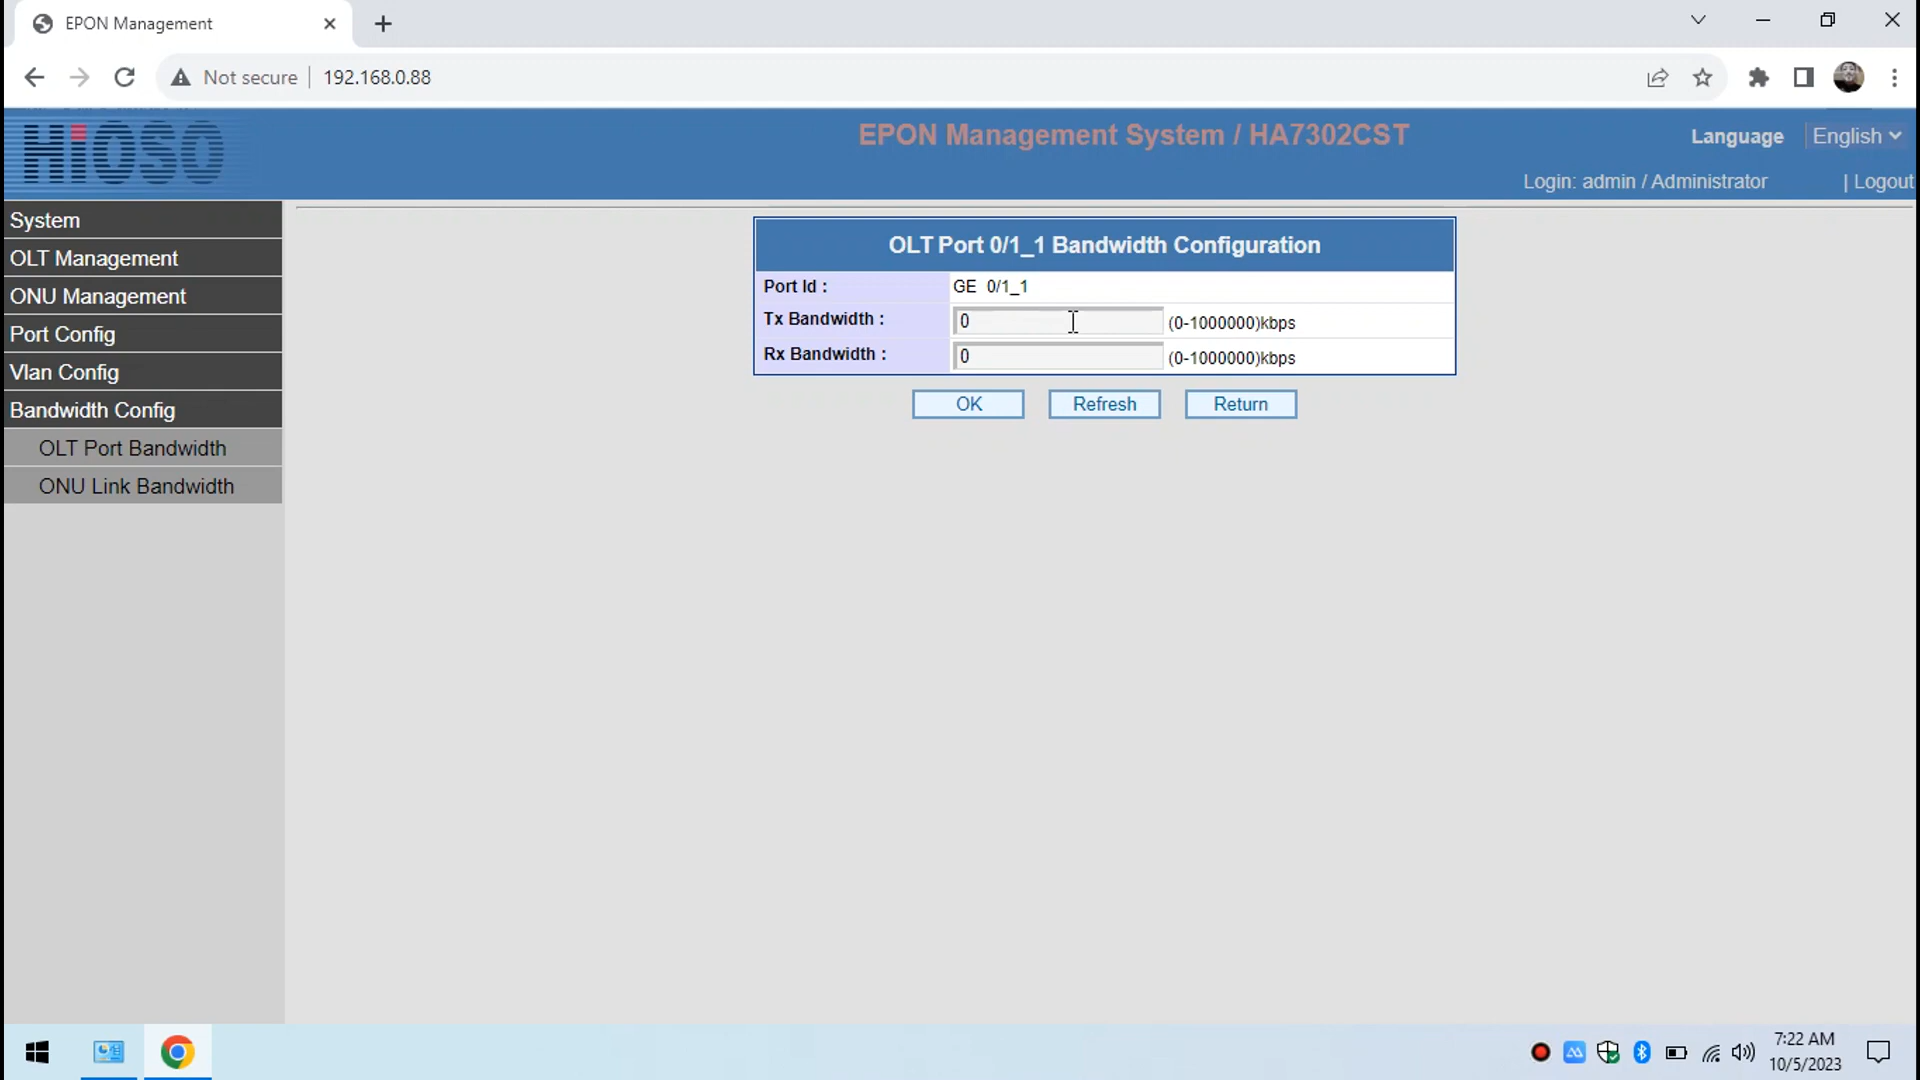 EPON Management
Not secure
192.168.0.88
HiOSO
EPON Management System / HA7302CST
Language
English
Login: admin / Administrator
| Logout
System
OLT Management
ONU Management
Port Config
Vlan Config
Bandwidth Config
OLT Port Bandwidth
ONU Link Bandwidth
OLT Port 0/1_1 Bandwidth Configuration
Port Id :
GE 0/1_1
Tx Bandwidth :
0
(0-1000000)kbps
Rx Bandwidth :
0
(0-1000000)kbps
OK
Refresh
Return
7:22 AM
10/5/2023